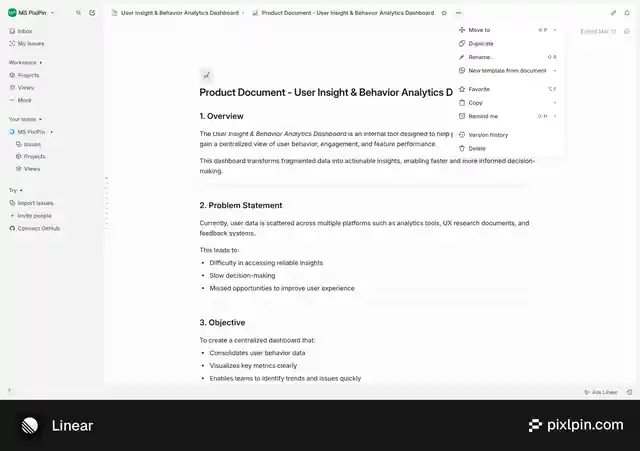 MS PixlPin
User Insight & Behavior Analytics Dashboard
Product Document - User Insight & Behavior Analytics Dashboard
Inbox
My Issues
Workspace
Projects
Views
More
Your teams
MS PixlPin
Issues
Projects
Views
Try
Import issues
Invite people
Connect GitHub
Move to
Duplicate
Rename...
New template from document
Favorite
Copy
Remind me
Version history
Delete
Edited Mar 13
Product Document - User Insight & Behavior Analytics D
1. Overview
The User Insight & Behavior Analytics Dashboard is an internal tool designed to help
gain a centralized view of user behavior, engagement, and feature performance.
This dashboard transforms fragmented data into actionable insights, enabling faster and more informed decision-
making.
2. Problem Statement
Currently, user data is scattered across multiple platforms such as analytics tools, UX research documents, and
feedback systems.
This leads to:
• Difficulty in accessing reliable insights
• Slow decision-making
• Missed opportunities to improve user experience
3. Objective
To create a centralized dashboard that:
• Consolidates user behavior data
• Visualizes key metrics clearly
• Enables teams to identify trends and issues quickly
?
Ask Linear
Linear
pixlpin.com